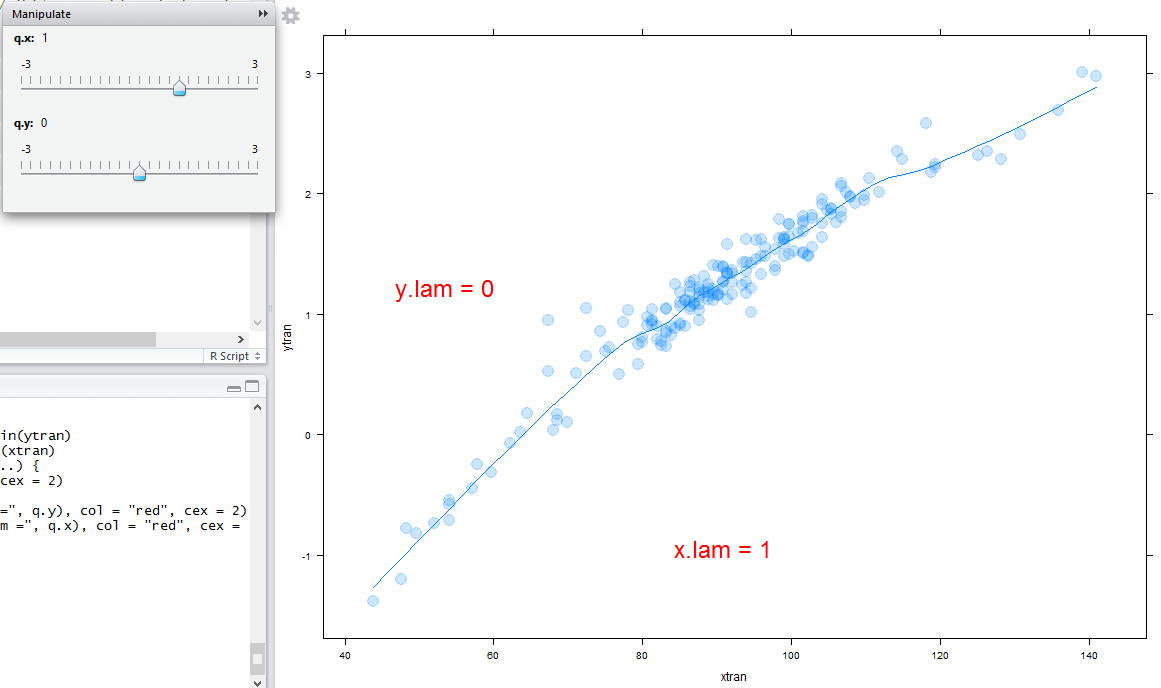 Manipulate
q.x: 1
-3 3
q.y: 0
-3 3
R Script
in(ytran)
(xtran)
..) {
cex = 2)
=", q.y), col = "red", cex = 2)
m =", q.x), col = "red", cex =
3
2
1
0
-1
ytran
y.lam = 0
x.lam = 1
40 60 80 100 120 140
xtran